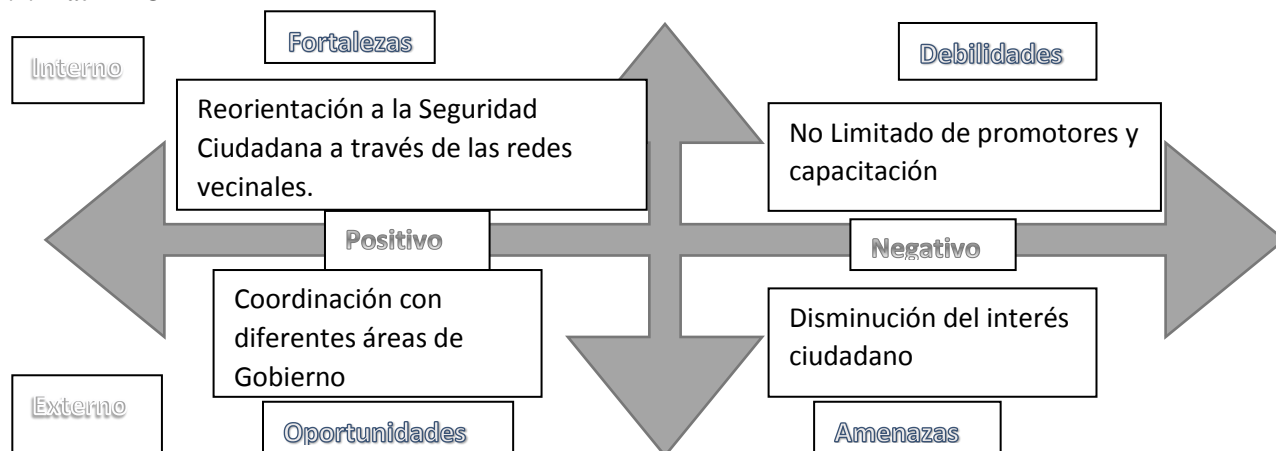 Fortalezas
Debilidades
Interno
Reorientación a la Seguridad
Ciudadana a través de las redes
vecinales.
No Limitado de promotores y
capacitación
Positivo
Negativo
Coordinación con
diferentes áreas de
Gobierno
Disminución del interés
ciudadano
Externo
Oportunidades
Amenazas